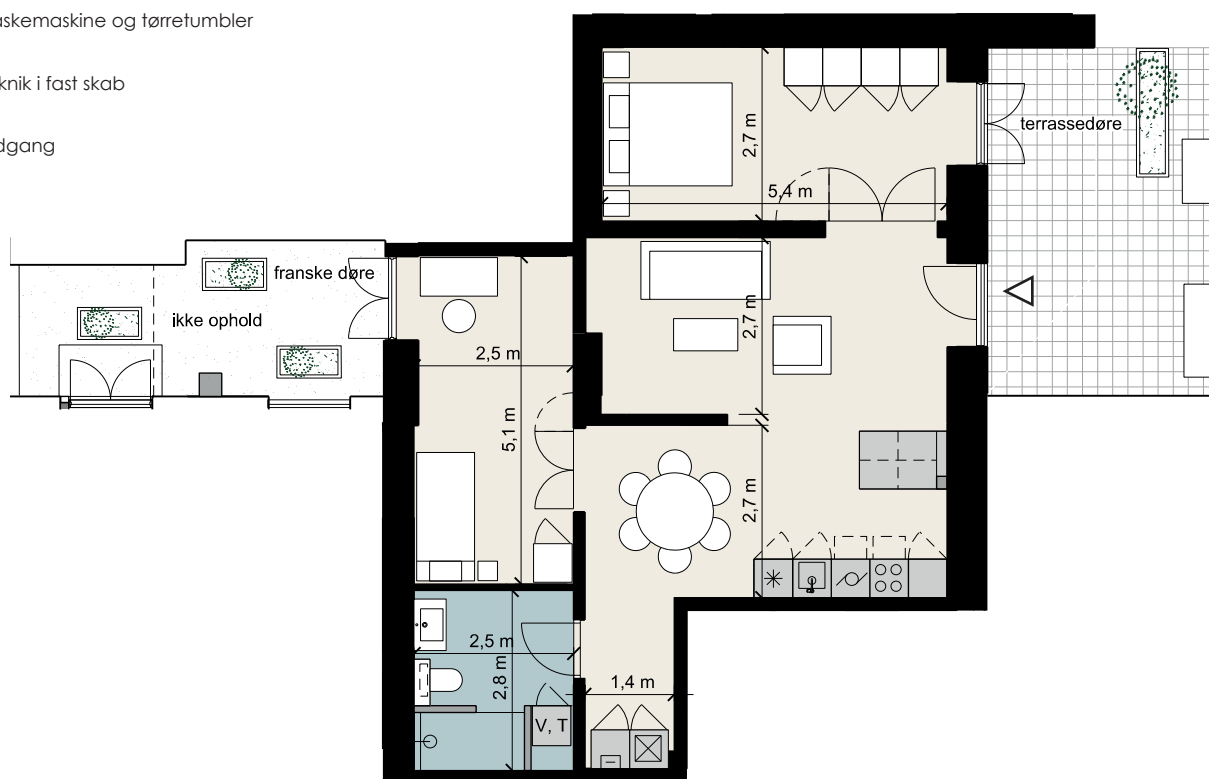 askemaskine og tørretumbler
knik i fast skab
dgang
terrassedøre
2,7 m
5,4 m
franske døre
ikke ophold
2,7 m
2,5 m
5,1 m
2,7 m
2,5 m
2,8 m
1,4 m
V, T